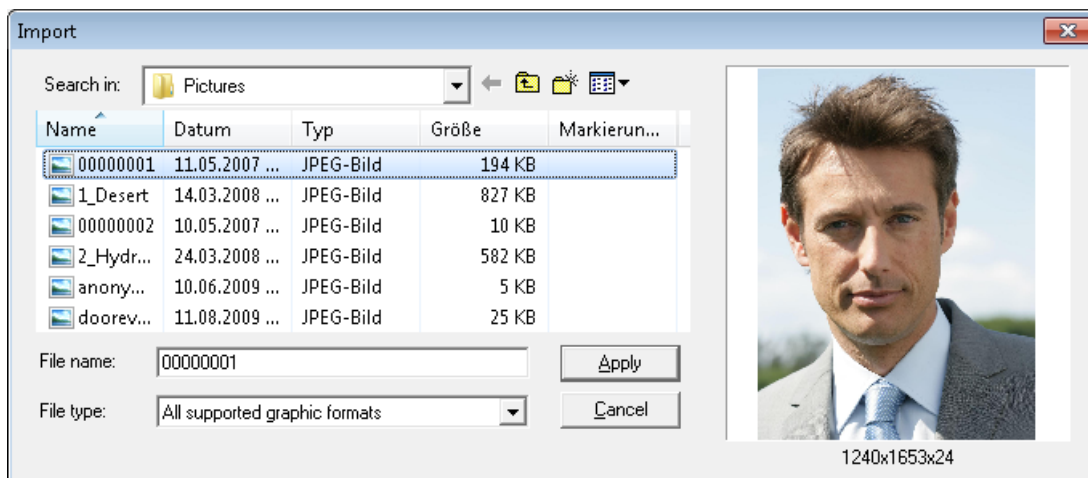 Import
Search in: Pictures
Name Datum Typ Größe Markierun...
00000001 11.05.2007 ... JPEG-Bild 194 KB
1_Desert 14.03.2008 ... JPEG-Bild 827 KB
00000002 10.05.2007 ... JPEG-Bild 10 KB
2_Hydr... 24.03.2008 ... JPEG-Bild 582 KB
anony... 10.06.2009 ... JPEG-Bild 5 KB
doorev... 11.08.2009 ... JPEG-Bild 25 KB
File name: 00000001 Apply
File type: All supported graphic formats Cancel
1240x1653x24